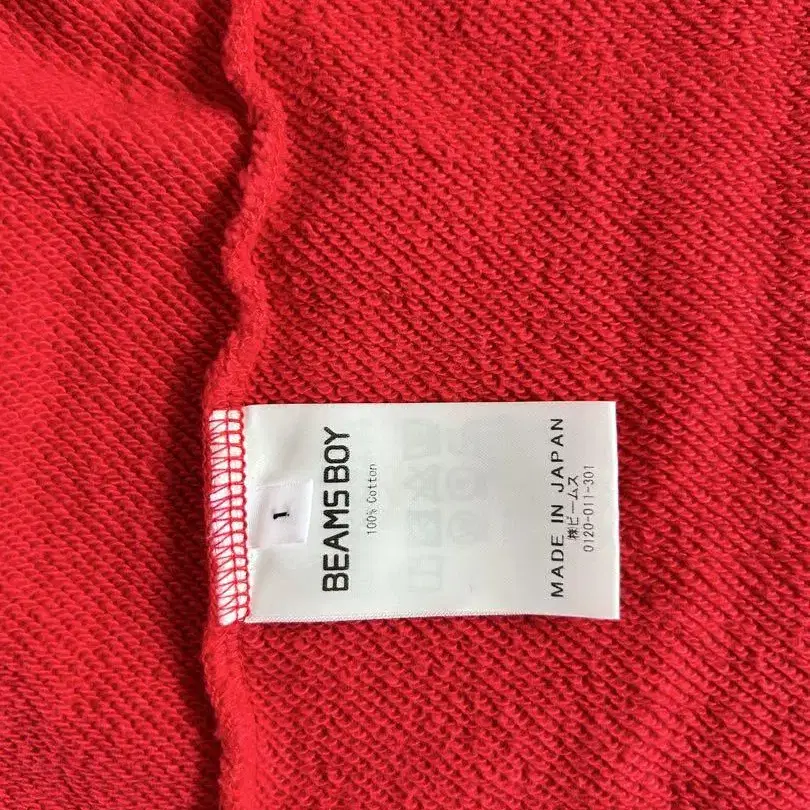 1
BEAMS BOY
100% Cotton
MADE IN JAPAN
㈱ビームス
0120-011-301